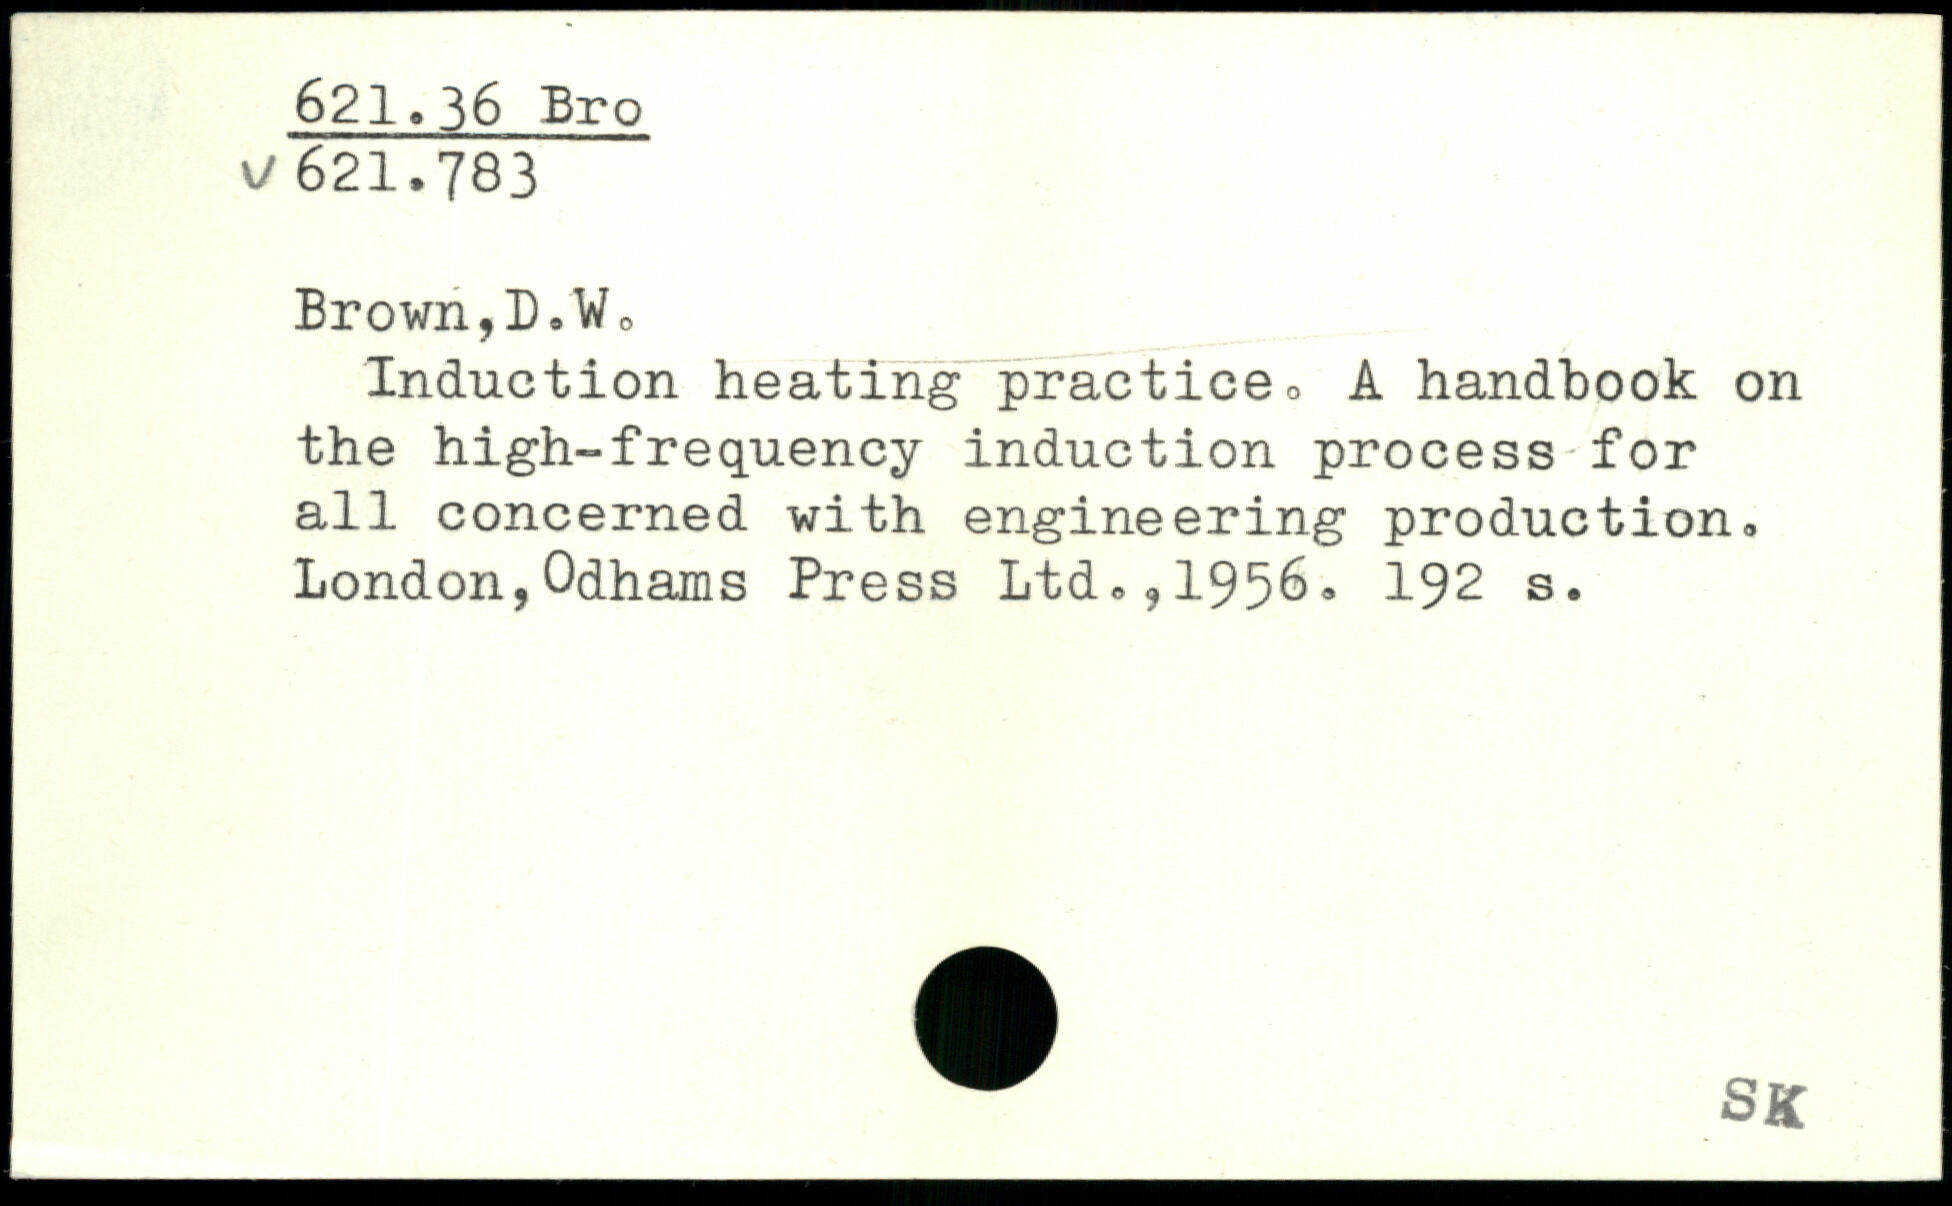 621.36 Bro
v 621.783
Brown,D.W.
Induction heating practice. A handbook on
the high-frequency induction process for
all concerned with engineering production.
London,Odhams Press Ltd.,1956. 192 s.
SK